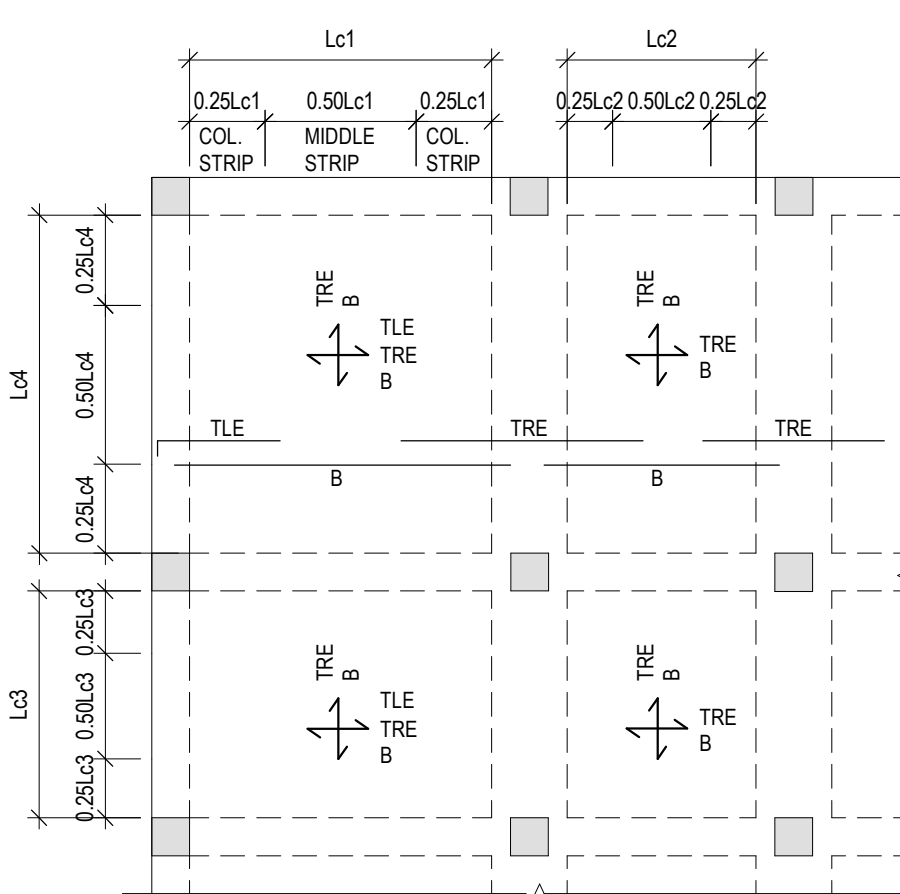 Lc1
Lc2
0.25Lc1
0.50Lc1
0.25Lc1
0.25Lc2
0.50Lc2
0.25Lc2
COL.
STRIP
MIDDLE
STRIP
COL.
STRIP
Lc4
0.25Lc4
0.50Lc4
0.25Lc4
TRE
B
TLE
TRE
B
TRE
B
TRE
B
TLE
TRE
TRE
B
B
Lc3
0.25Lc3
0.50Lc3
0.25Lc3
TRE
B
TLE
TRE
B
TRE
B
TRE
B